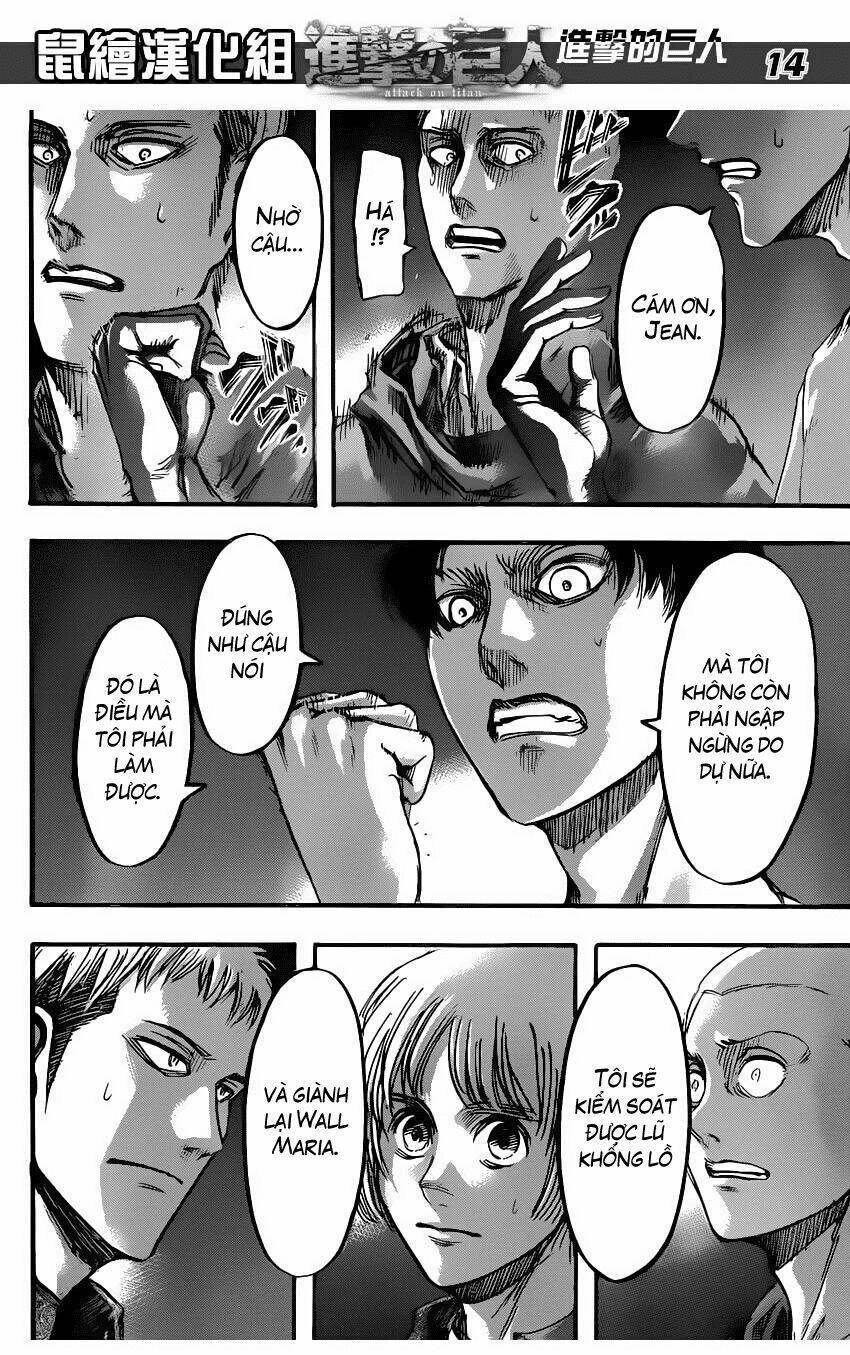 鼠繪漢化組
進撃の巨人
attack on titan
進擊的巨人
14
CÁM ƠN,
JEAN.
HẢ
!?
NHỜ
CẬU...
MÀ TÔI
KHÔNG CÒN
PHẢI NGẬP
NGỪNG DO
DỰ NỮA.
ĐÚNG
NHƯ CẬU
NÓI
ĐÓ LÀ
ĐIỀU MÀ
TÔI PHẢI
LÀM
ĐƯỢC.
TÔI SẼ
KIỂM SOÁT
ĐƯỢC LŨ
KHỔNG LỒ
VÀ GIÀNH
LẠI WALL
MARIA.